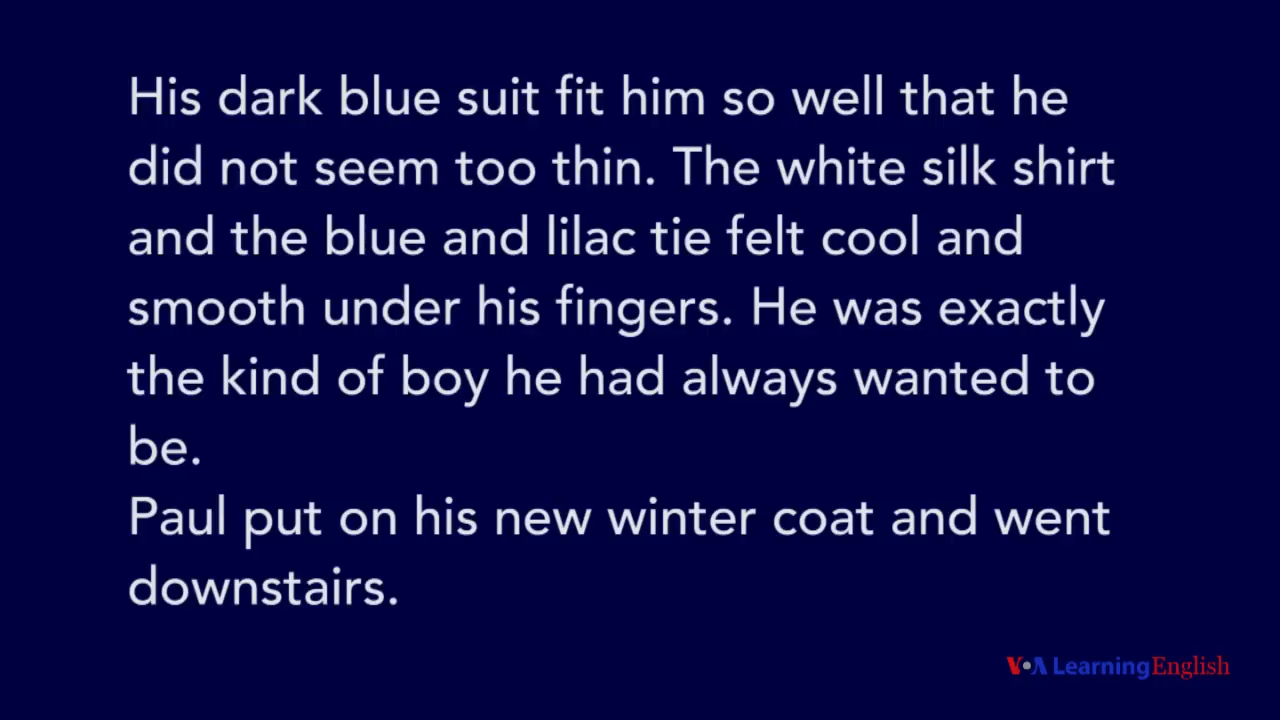 His dark blue suit fit him so well that he
did not seem too thin. The white silk shirt
and the blue and lilac tie felt cool and
smooth under his fingers. He was exactly
the kind of boy he had always wanted to
be.
Paul put on his new winter coat and went
downstairs.
VOA Learning English